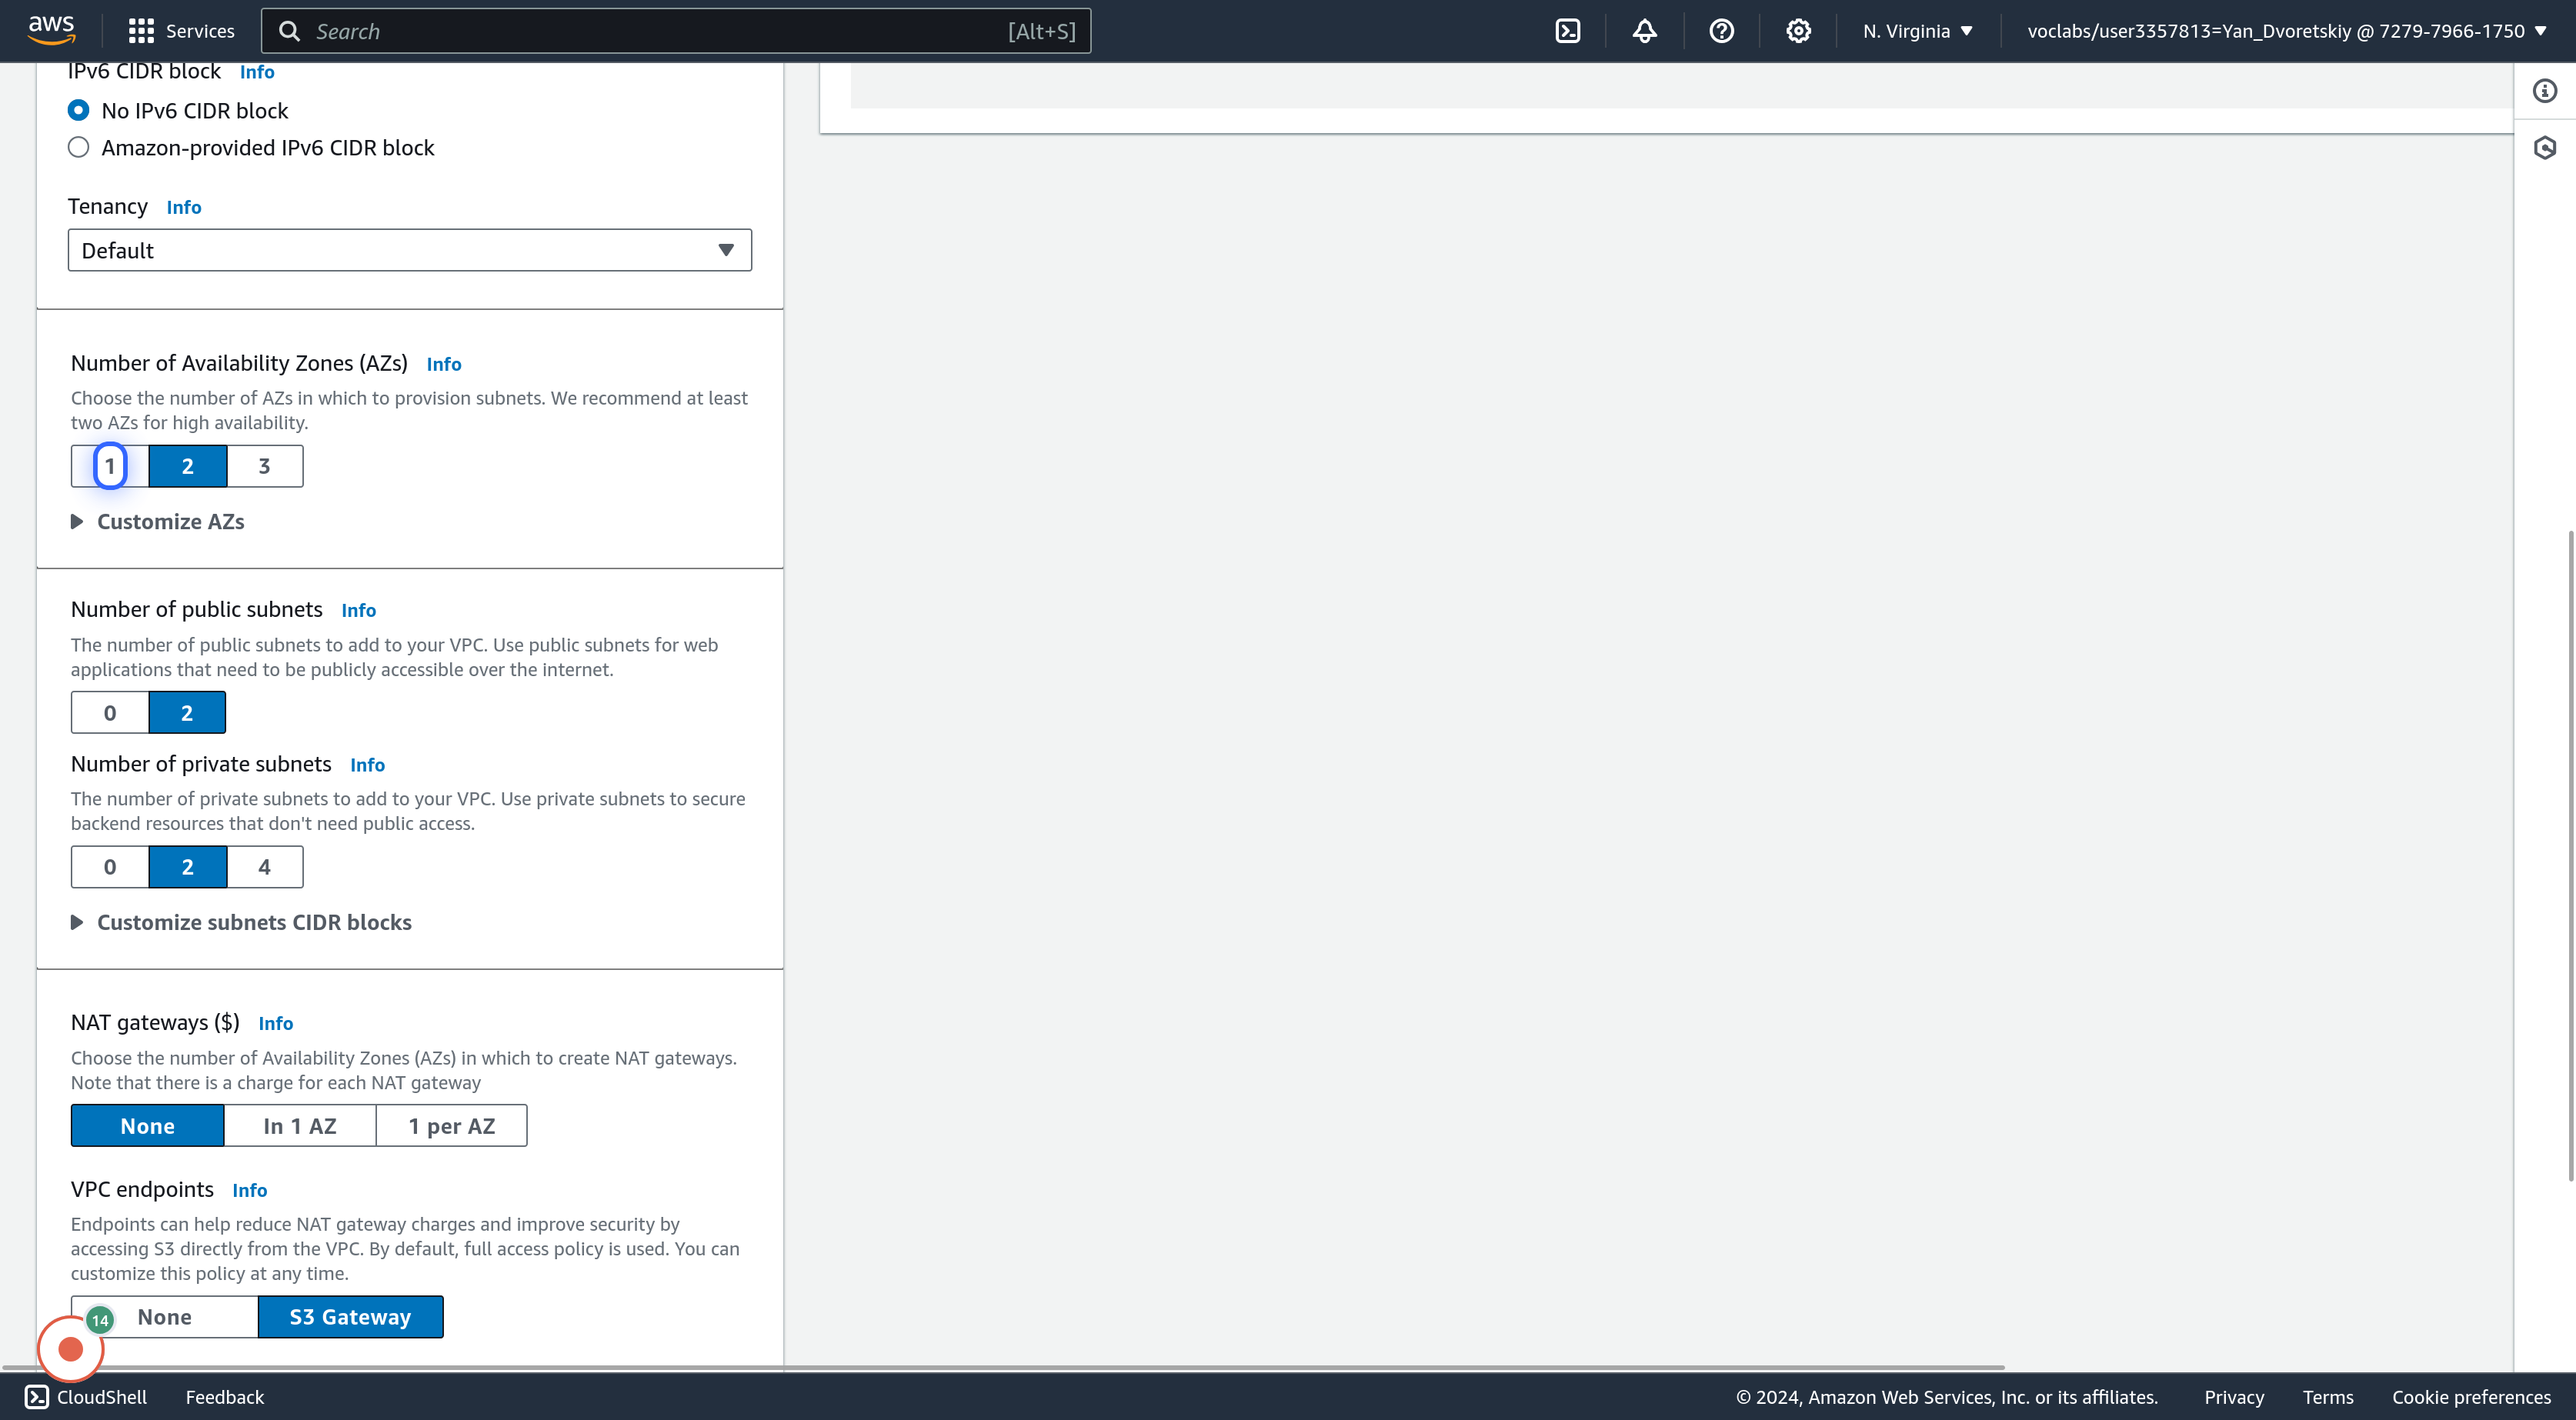 aws
Services
Search
[Alt+S]
N. Virginia
voclabs/user3357813=Yan_Dvoretskiy @ 7279-7966-1750
IPv6 CIDR block Info
No IPv6 CIDR block
Amazon-provided IPv6 CIDR block
Tenancy Info
Default
Number of Availability Zones (AZs) Info
Choose the number of AZs in which to provision subnets. We recommend at least
two AZs for high availability.
1 2 3
Customize AZs
Number of public subnets Info
The number of public subnets to add to your VPC. Use public subnets for web
applications that need to be publicly accessible over the internet.
0 2
Number of private subnets Info
The number of private subnets to add to your VPC. Use private subnets to secure
backend resources that don't need public access.
0 2 4
Customize subnets CIDR blocks
NAT gateways ($) Info
Choose the number of Availability Zones (AZs) in which to create NAT gateways.
Note that there is a charge for each NAT gateway
None In 1 AZ 1 per AZ
VPC endpoints Info
Endpoints can help reduce NAT gateway charges and improve security by
accessing S3 directly from the VPC. By default, full access policy is used. You can
customize this policy at any time.
None S3 Gateway
14
CloudShell Feedback © 2024, Amazon Web Services, Inc. or its affiliates. Privacy Terms Cookie preferences